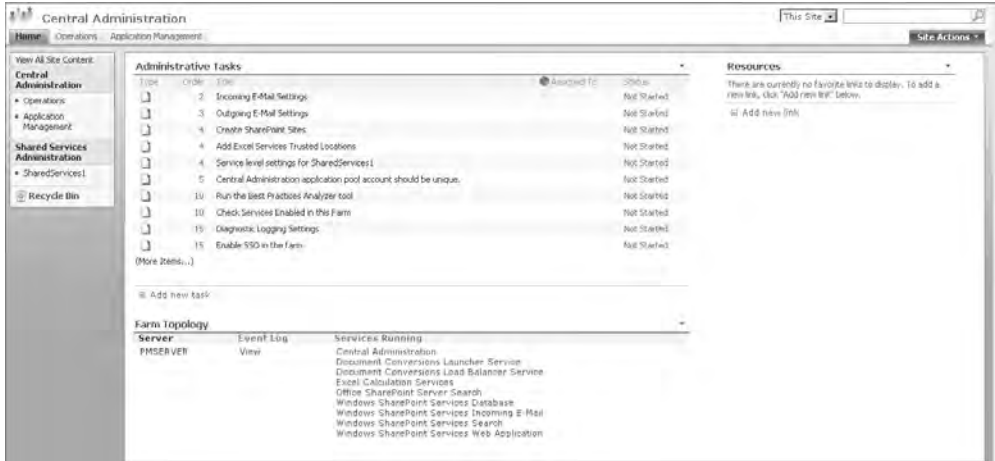 Central Administration
This Site
Home Operations Application Management
Site Actions
View All Site Content
Central
Administration
Operations
Application
Management
Shared Services
Administration
SharedServices1
Recycle Bin
Administrative Tasks
Type Order Title Assigned To Status
2 Incoming E-Mail Settings Not Started
3 Outgoing E-Mail Settings Not Started
4 Create SharePoint Sites Not Started
4 Add Excel Services Trusted Locations Not Started
4 Service level settings for SharedServices1 Not Started
5 Central Administration application pool account should be unique. Not Started
10 Run the Best Practices Analyzer tool Not Started
10 Check Services Enabled in this Farm Not Started
15 Diagnostic Logging Settings Not Started
15 Enable SSO in the farm Not Started
(More Items...)
Add new task
Farm Topology
Server Event Log Services Running
PMSERVER View Central Administration
Document Conversions Launcher Service
Document Conversions Load Balancer Service
Excel Calculation Services
Office SharePoint Server Search
Windows SharePoint Services Database
Windows SharePoint Services Incoming E-Mail
Windows SharePoint Services Search
Windows SharePoint Services Web Application
Resources
There are currently no favorite links to display. To add a
new link, click "Add new link" below.
Add new link